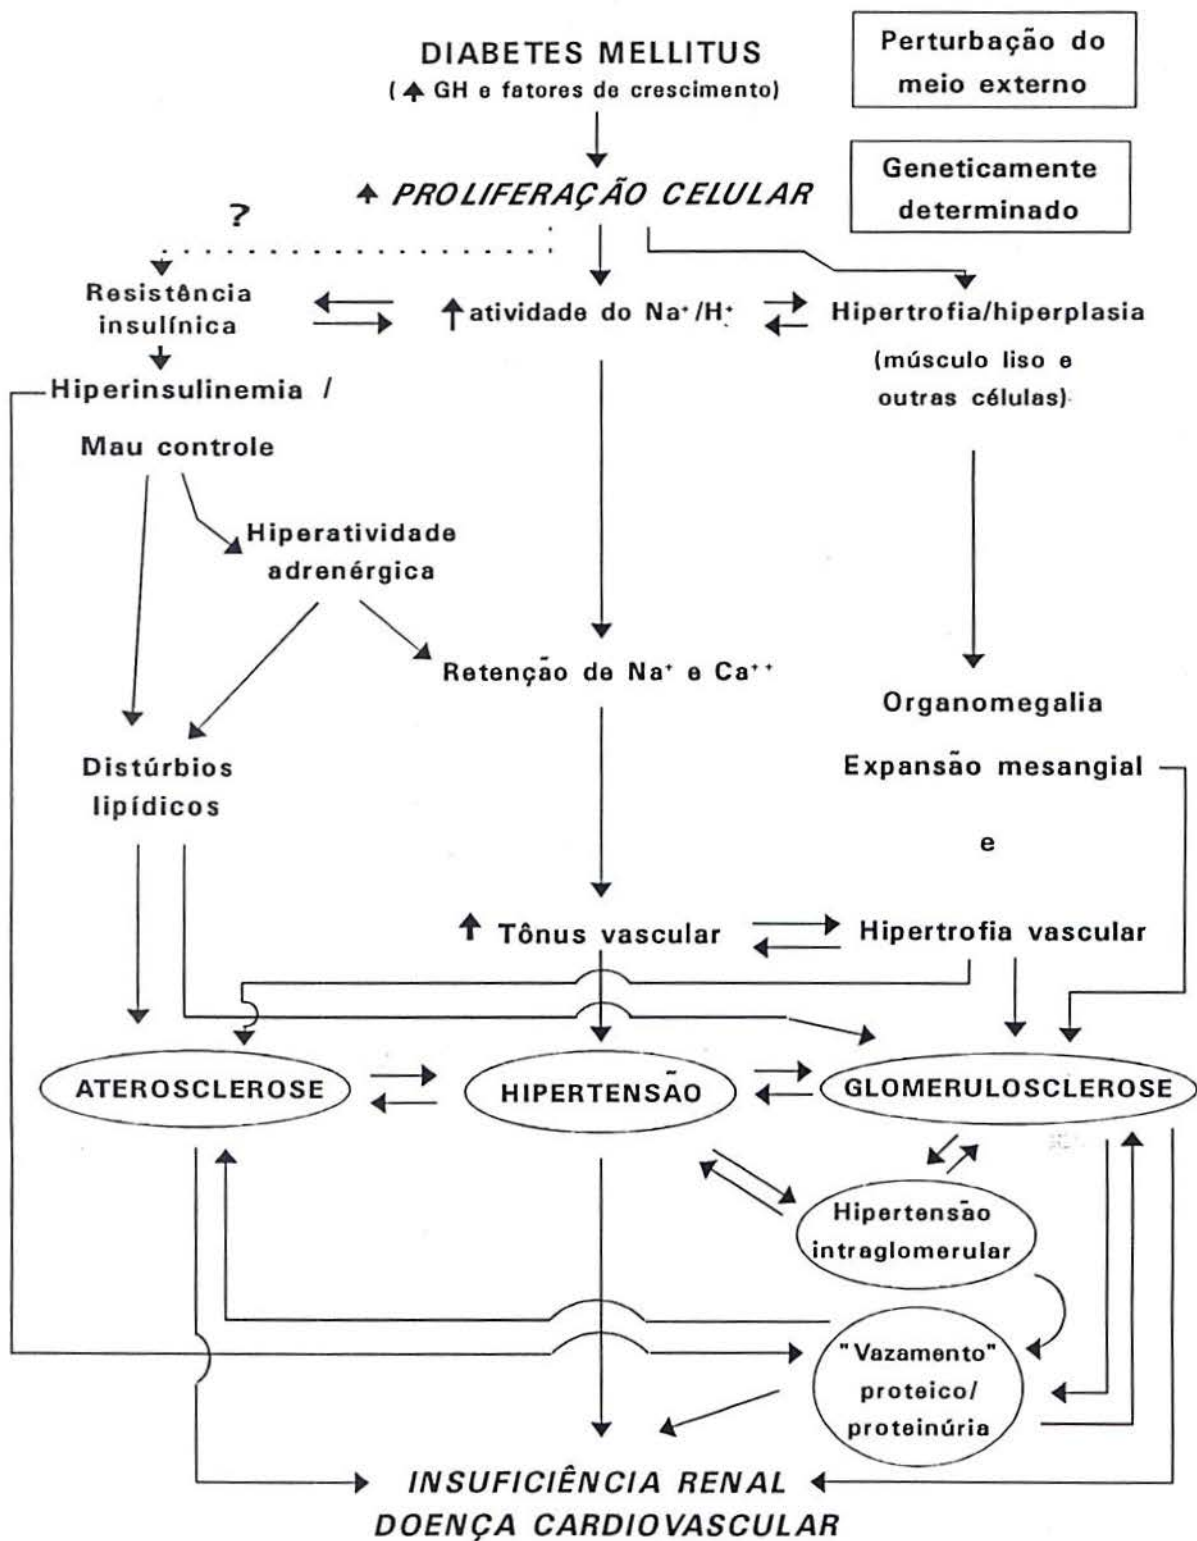 DIABETES MELLITUS
(↑ GH e fatores de crescimento)
Perturbação do
meio externo
Geneticamente
determinado
↑ PROLIFERAÇÃO CELULAR
?
Resistência
insulínica
↑ atividade do Na⁺/H⁺
Hipertrofia/hiperplasia
(músculo liso e
outras células)
Hiperinsulinemia /
Mau controle
Hiperatividade
adrenérgica
Retenção de Na⁺ e Ca⁺⁺
Organomegalia
Expansão mesangial
e
Distúrbios
lipídicos
↑ Tônus vascular
Hipertrofia vascular
ATEROSCLEROSE
HIPERTENSÃO
GLOMERULOSCLEROSE
Hipertensão
intraglomerular
"Vazamento"
proteico/
proteinúria
INSUFICIÊNCIA RENAL
DOENÇA CARDIOVASCULAR